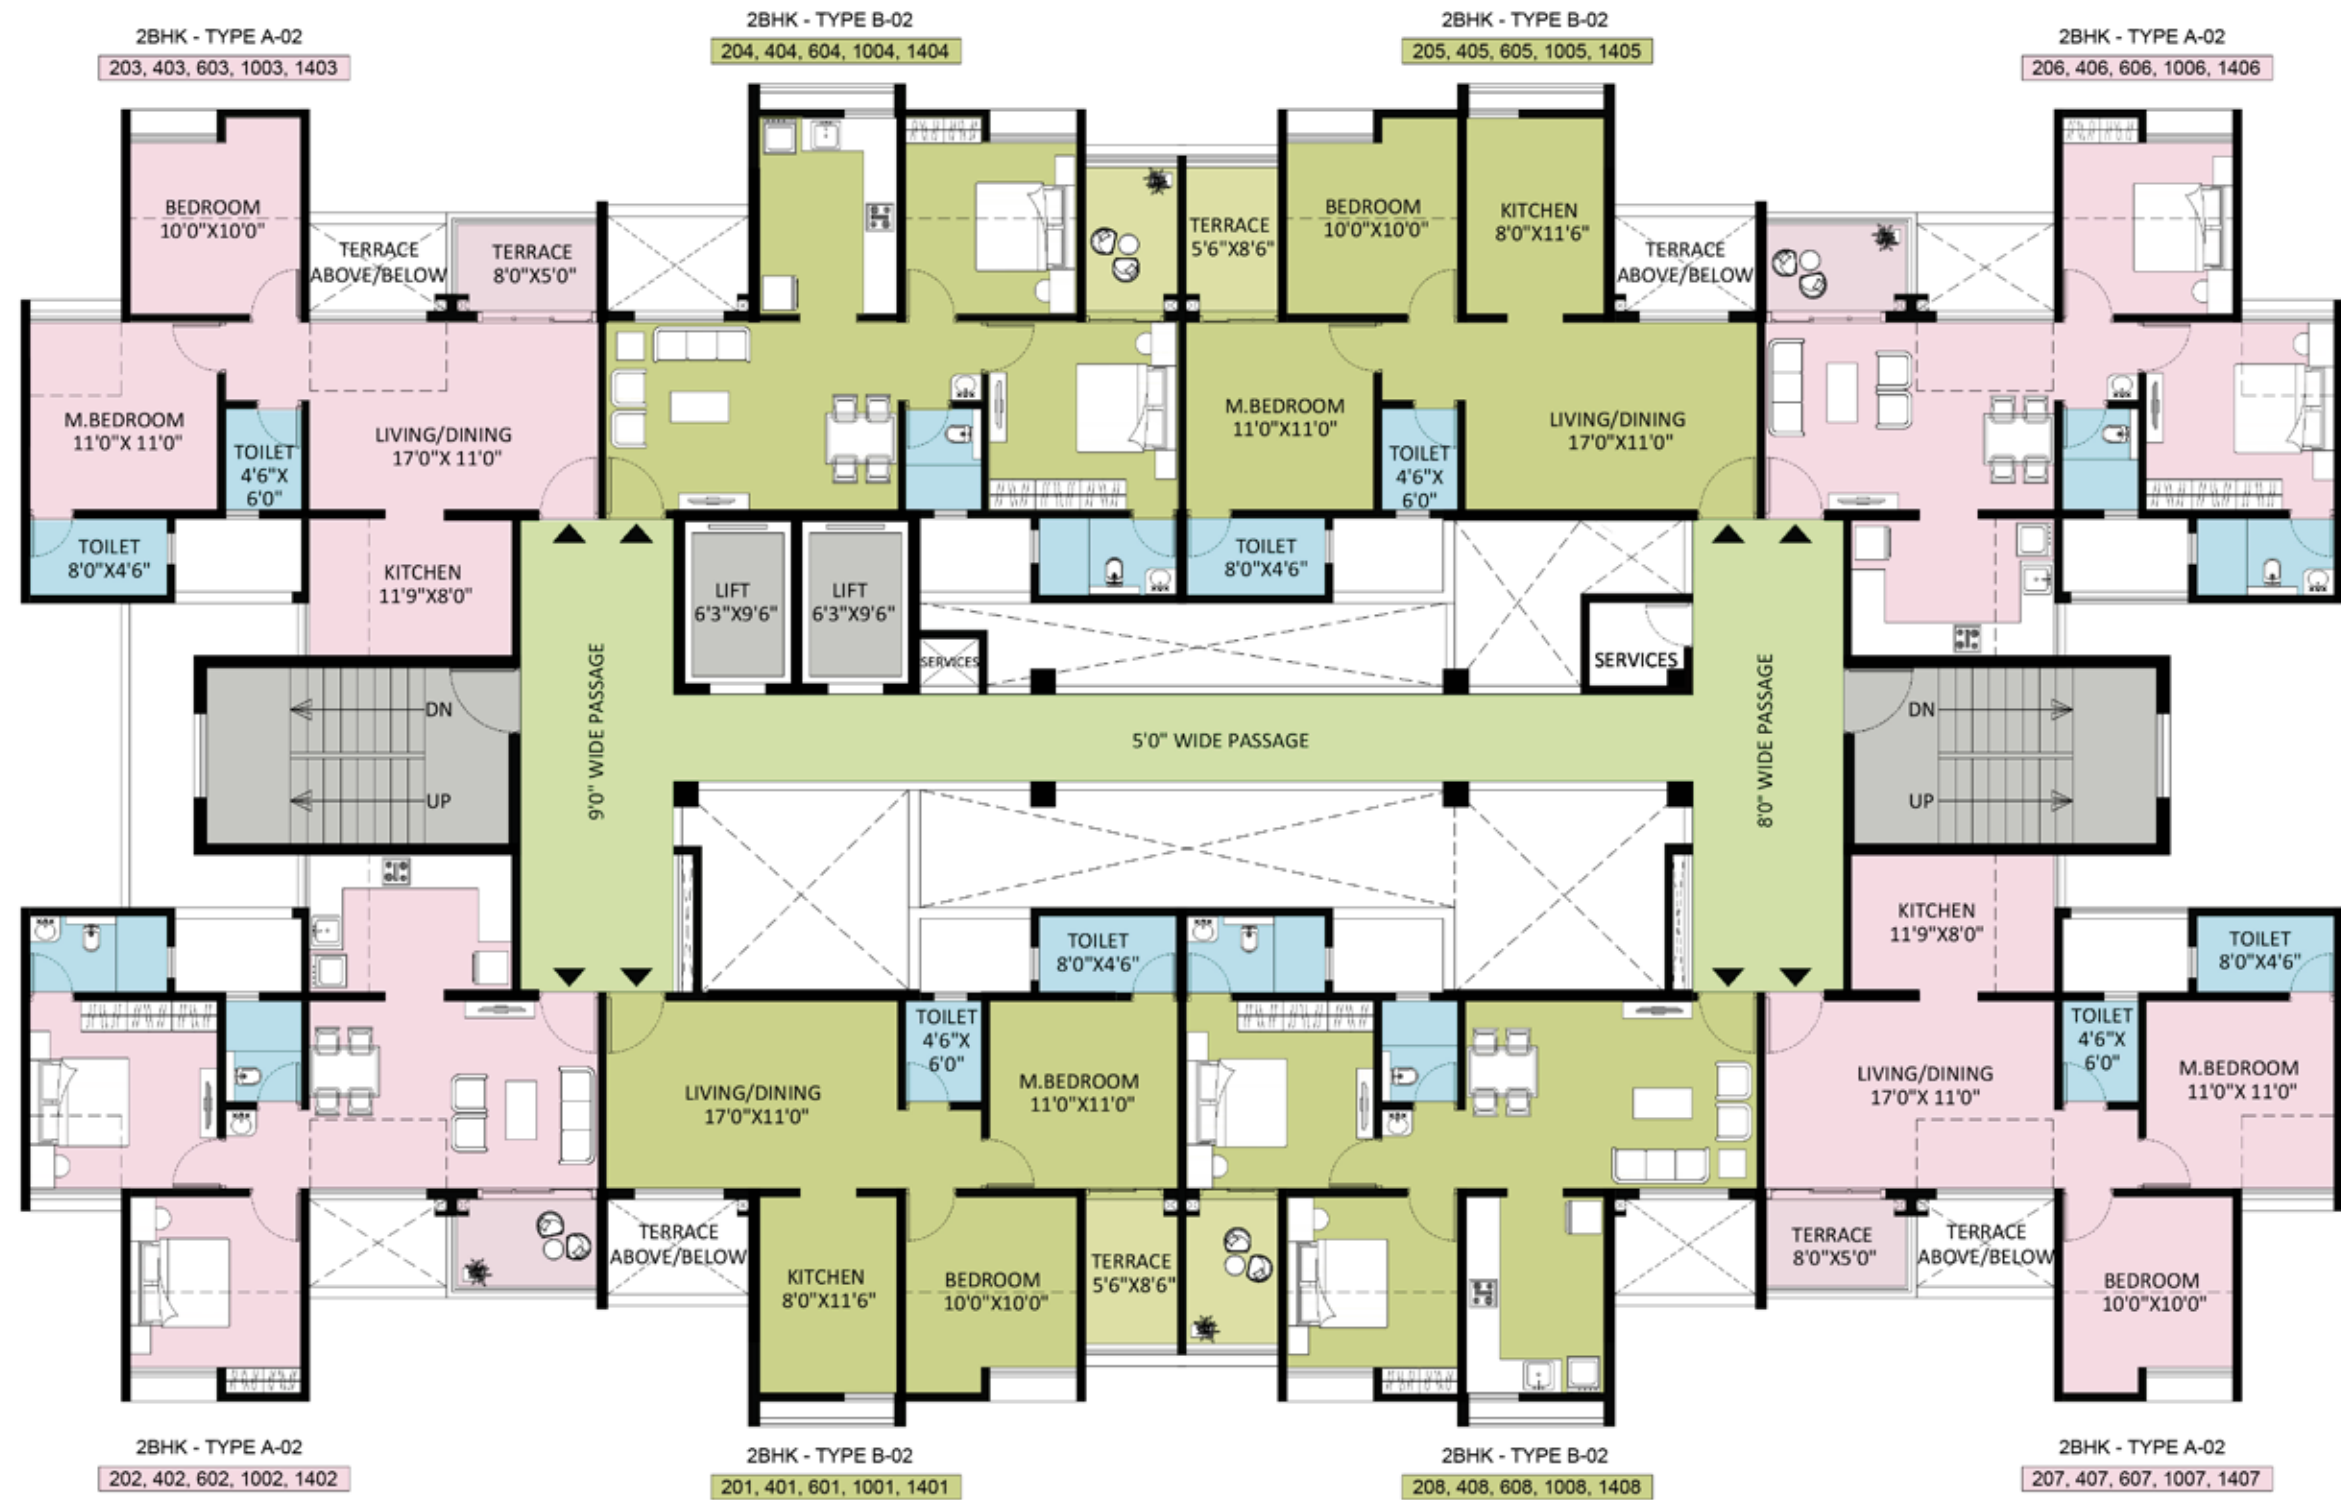 2BHK - TYPE A-02
203, 403, 603, 1003, 1403
2BHK - TYPE B-02
204, 404, 604, 1004, 1404
2BHK - TYPE B-02
205, 405, 605, 1005, 1405
2BHK - TYPE A-02
206, 406, 606, 1006, 1406
BEDROOM
10'0"X10'0"
TERRACE
ABOVE/BELOW
TERRACE
8'0"X5'0"
TERRACE
5'6"X8'6"
BEDROOM
10'0"X10'0"
KITCHEN
8'0"X11'6"
TERRACE
ABOVE/BELOW
M.BEDROOM
11'0"X 11'0"
TOILET
4'6"X
6'0"
LIVING/DINING
17'0"X 11'0"
M.BEDROOM
11'0"X11'0"
TOILET
4'6"X
6'0"
LIVING/DINING
17'0"X11'0"
TOILET
8'0"X4'6"
KITCHEN
11'9"X8'0"
LIFT
6'3"X9'6"
LIFT
6'3"X9'6"
TOILET
8'0"X4'6"
SERVICES
SERVICES
DN
UP
9'0" WIDE PASSAGE
5'0" WIDE PASSAGE
8'0" WIDE PASSAGE
DN
UP
TOILET
8'0"X4'6"
KITCHEN
11'9"X8'0"
TOILET
8'0"X4'6"
LIVING/DINING
17'0"X11'0"
TOILET
4'6"X
6'0"
M.BEDROOM
11'0"X11'0"
LIVING/DINING
17'0"X 11'0"
TOILET
4'6"X
6'0"
M.BEDROOM
11'0"X 11'0"
TERRACE
ABOVE/BELOW
KITCHEN
8'0"X11'6"
BEDROOM
10'0"X10'0"
TERRACE
5'6"X8'6"
TERRACE
8'0"X5'0"
TERRACE
ABOVE/BELOW
BEDROOM
10'0"X10'0"
2BHK - TYPE A-02
202, 402, 602, 1002, 1402
2BHK - TYPE B-02
201, 401, 601, 1001, 1401
2BHK - TYPE B-02
208, 408, 608, 1008, 1408
2BHK - TYPE A-02
207, 407, 607, 1007, 1407